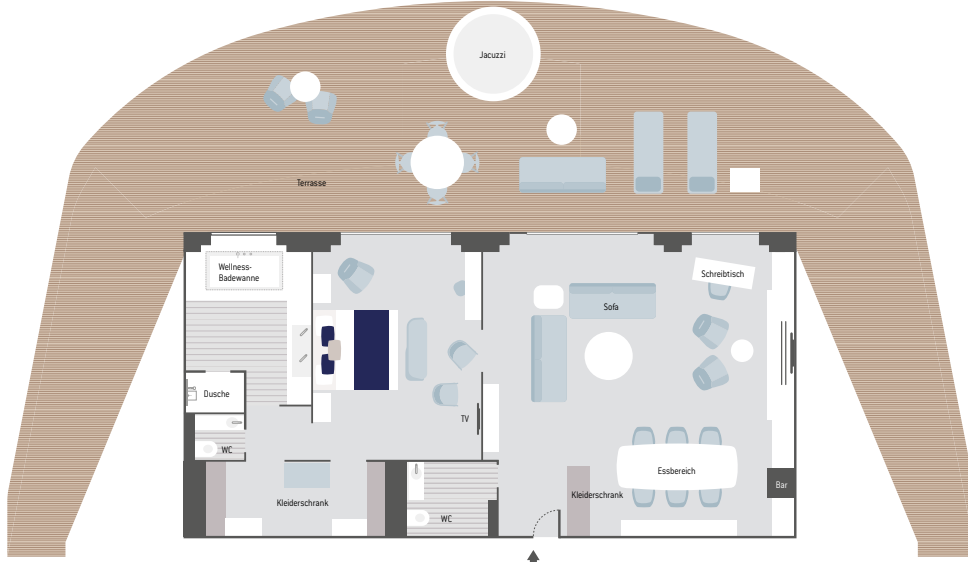 Jacuzzi
Terrasse
Wellness-
Badewanne
Schreibtisch
Sofa
Dusche
TV
WC
Essbereich
Bar
Kleiderschrank
Kleiderschrank
WC